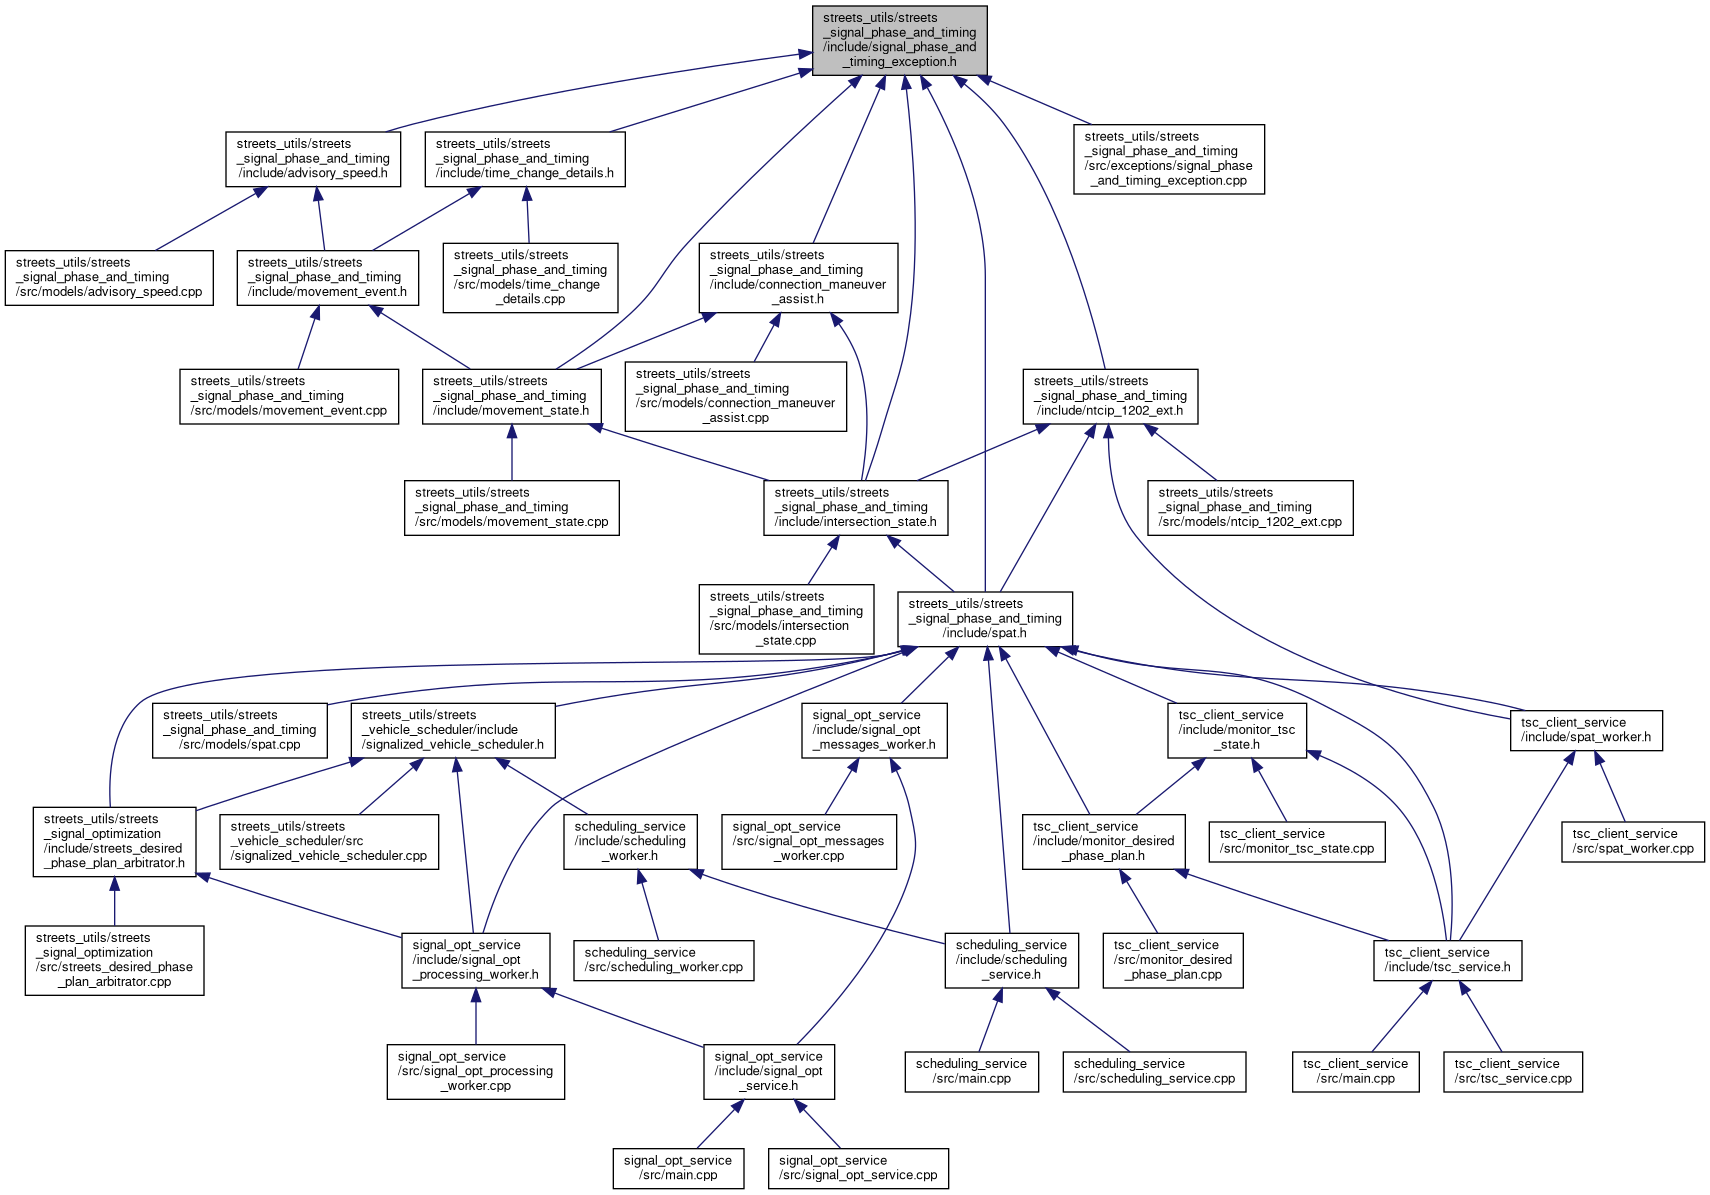 streets_utils/streets
_signal_phase_and_timing
/include/signal_phase_and
_timing_exception.h
streets_utils/streets
_signal_phase_and_timing
/include/advisory_speed.h
streets_utils/streets
_signal_phase_and_timing
/include/time_change_details.h
streets_utils/streets
_signal_phase_and_timing
/src/exceptions/signal_phase
_and_timing_exception.cpp
streets_utils/streets
_signal_phase_and_timing
/src/models/advisory_speed.cpp
streets_utils/streets
_signal_phase_and_timing
/include/movement_event.h
streets_utils/streets
_signal_phase_and_timing
/src/models/time_change
_details.cpp
streets_utils/streets
_signal_phase_and_timing
/include/connection_maneuver
_assist.h
streets_utils/streets
_signal_phase_and_timing
/src/models/movement_event.cpp
streets_utils/streets
_signal_phase_and_timing
/include/movement_state.h
streets_utils/streets
_signal_phase_and_timing
/src/models/connection_maneuver
_assist.cpp
streets_utils/streets
_signal_phase_and_timing
/include/ntcip_1202_ext.h
streets_utils/streets
_signal_phase_and_timing
/src/models/movement_state.cpp
streets_utils/streets
_signal_phase_and_timing
/include/intersection_state.h
streets_utils/streets
_signal_phase_and_timing
/src/models/ntcip_1202_ext.cpp
streets_utils/streets
_signal_phase_and_timing
/src/models/intersection
_state.cpp
streets_utils/streets
_signal_phase_and_timing
/include/spat.h
streets_utils/streets
_signal_phase_and_timing
/src/models/spat.cpp
streets_utils/streets
_vehicle_scheduler/include
/signalized_vehicle_scheduler.h
signal_opt_service
/include/signal_opt
_messages_worker.h
tsc_client_service
/include/monitor_tsc
_state.h
tsc_client_service
/include/spat_worker.h
streets_utils/streets
_signal_optimization
/include/streets_desired
_phase_plan_arbitrator.h
streets_utils/streets
_vehicle_scheduler/src
/signalized_vehicle_scheduler.cpp
scheduling_service
/include/scheduling
_worker.h
signal_opt_service
/src/signal_opt_messages
_worker.cpp
tsc_client_service
/include/monitor_desired
_phase_plan.h
tsc_client_service
/src/monitor_tsc_state.cpp
tsc_client_service
/src/spat_worker.cpp
streets_utils/streets
_signal_optimization
/src/streets_desired_phase
_plan_arbitrator.cpp
signal_opt_service
/include/signal_opt
_processing_worker.h
scheduling_service
/src/scheduling_worker.cpp
scheduling_service
/include/scheduling
_service.h
tsc_client_service
/src/monitor_desired
_phase_plan.cpp
tsc_client_service
/include/tsc_service.h
signal_opt_service
/src/signal_opt_processing
_worker.cpp
signal_opt_service
/include/signal_opt
_service.h
scheduling_service
/src/main.cpp
scheduling_service
/src/scheduling_service.cpp
tsc_client_service
/src/main.cpp
tsc_client_service
/src/tsc_service.cpp
signal_opt_service
/src/main.cpp
signal_opt_service
/src/signal_opt_service.cpp